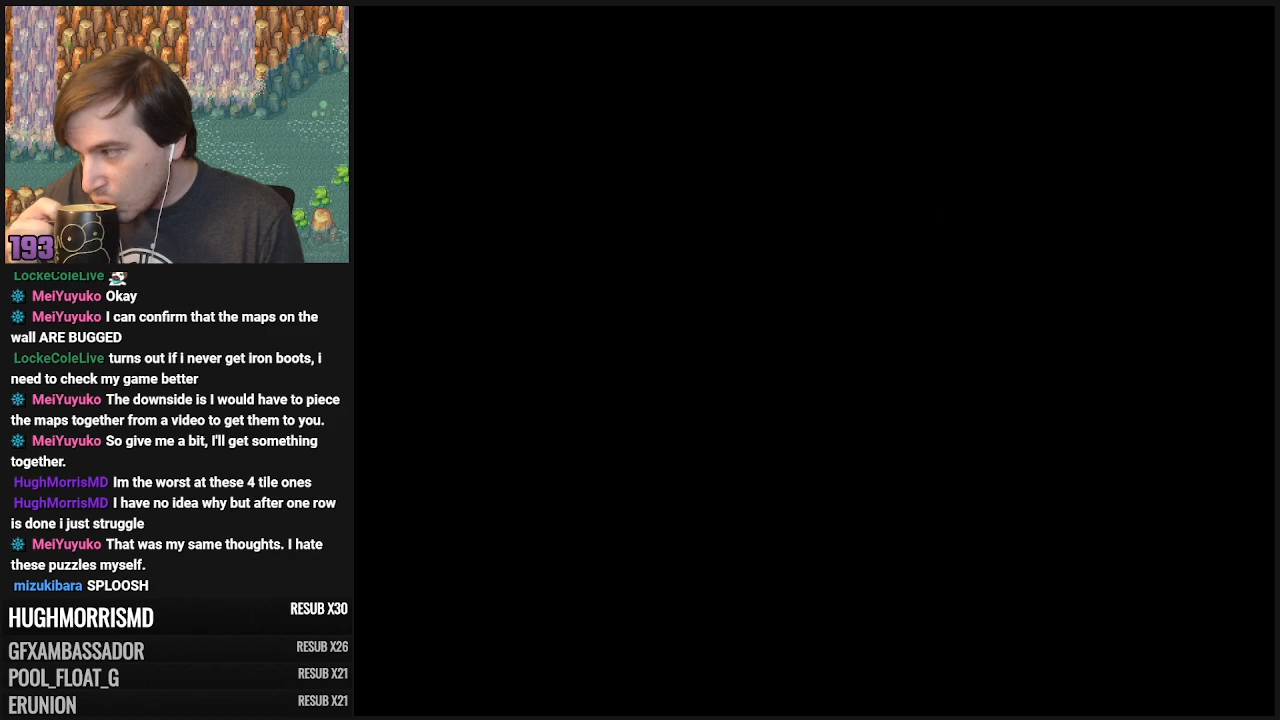 193
LockeColeLive
MeiYuyuko Okay
MeiYuyuko I can confirm that the maps on the
wall ARE BUGGED
LockeColeLive turns out if i never get iron boots, i
need to check my game better
MeiYuyuko The downside is I would have to piece
the maps together from a video to get them to you.
MeiYuyuko So give me a bit, I'll get something
together.
HughMorrisMD Im the worst at these 4 tile ones
HughMorrisMD I have no idea why but after one row
is done i just struggle
MeiYuyuko That was my same thoughts. I hate
these puzzles myself.
mizukibara SPLOOSH
HUGHMORRISMD RESUB X30
GFXAMBASSADOR RESUB X26
POOL_FLOAT_G RESUB X21
ERUNION RESUB X21